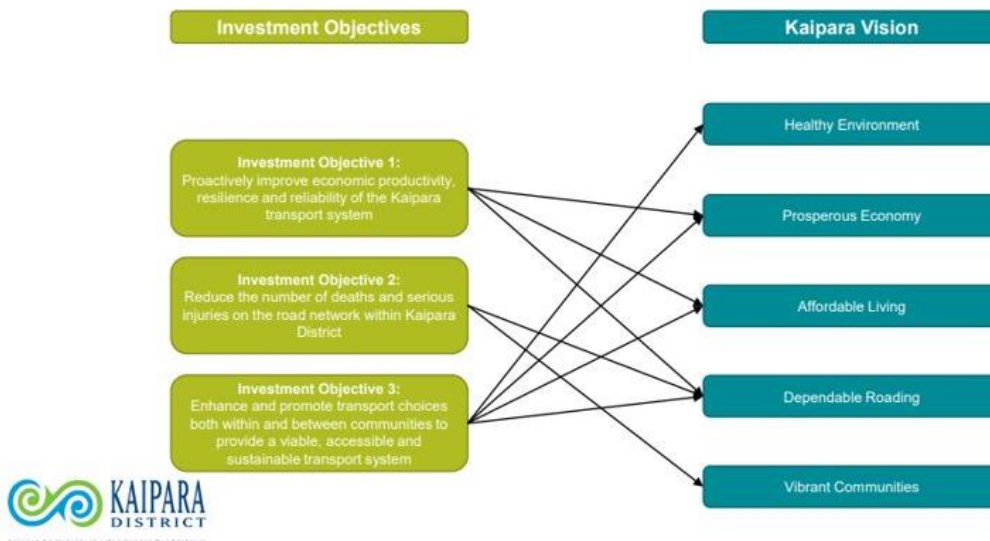 Investment Objectives
Kaipara Vision
Investment Objective 1:
Proactively improve economic productivity,
resilience and reliability of the Kaipara
transport system
Investment Objective 2:
Reduce the number of deaths and serious
injuries on the road network within Kaipara
District
Investment Objective 3:
Enhance and promote transport choices
both within and between communities to
provide a viable, accessible and
sustainable transport system
Healthy Environment
Prosperous Economy
Affordable Living
Dependable Roading
Vibrant Communities
KAIPARA
DISTRICT